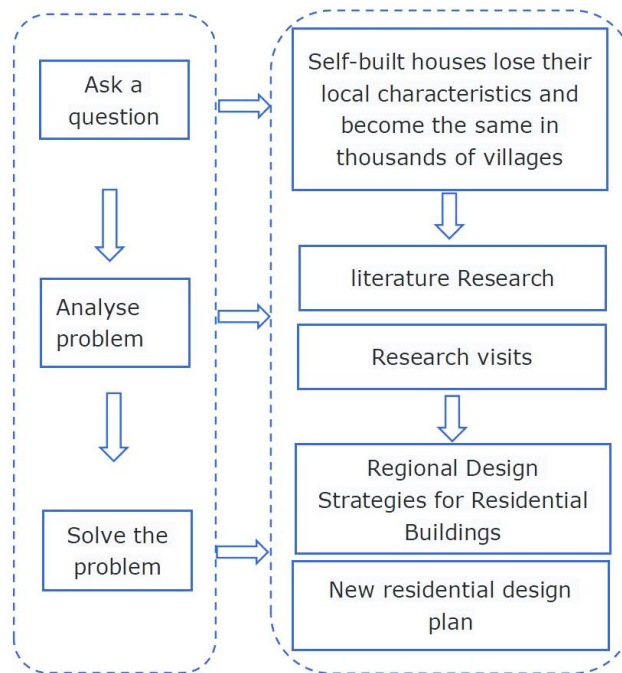 Ask a
question
Self-built houses lose their
local characteristics and
become the same in
thousands of villages
Analyse
problem
literature Research
Research visits
Solve the
problem
Regional Design
Strategies for Residential
Buildings
New residential design
plan